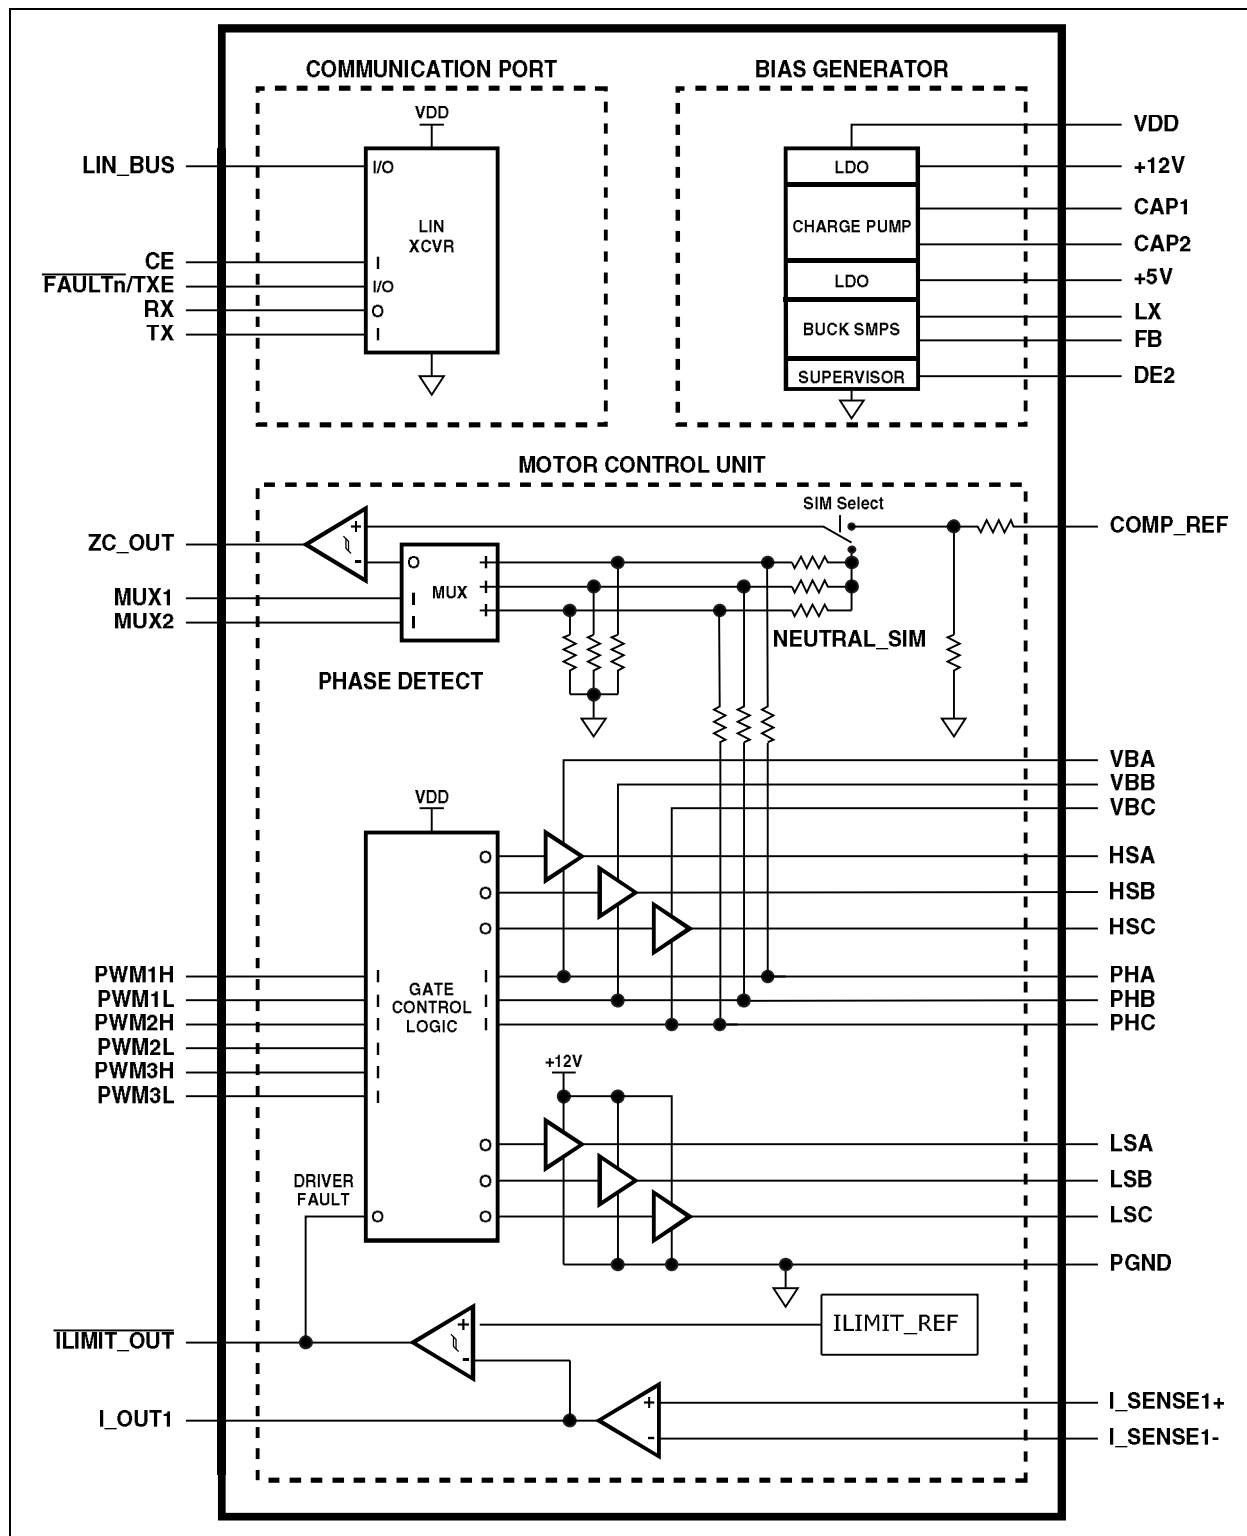 COMMUNICATION PORT
BIAS GENERATOR
VDD
VDD
LIN_BUS
I/O
LDO
+12V
LIN
XCVR
CHARGE PUMP
CAP1
CAP2
CE
I
FAULTn/TXE
I/O
LDO
+5V
RX
O
LX
TX
I
BUCK SMPS
FB
SUPERVISOR
DE2
MOTOR CONTROL UNIT
SIM Select
ZC_OUT
+
-
COMP_REF
O
+
MUX1
I
MUX
+
MUX2
I
+
NEUTRAL_SIM
PHASE DETECT
VBA
VBB
VBC
VDD
O
HSA
O
HSB
O
HSC
PWM1H
I
GATE
CONTROL
LOGIC
I
PHA
PWM1L
I
I
PHB
PWM2H
I
I
PHC
PWM2L
I
+12V
PWM3H
I
PWM3L
I
O
LSA
DRIVER
FAULT
O
LSB
O
O
LSC
PGND
+
-
ILIMIT_REF
ILIMIT_OUT
I_OUT1
+
-
I_SENSE1+
I_SENSE1-